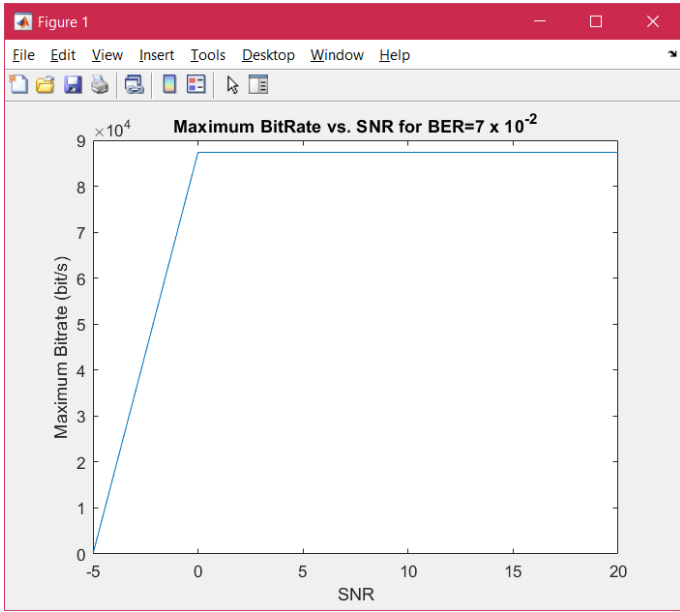 Figure 1
File Edit View Insert Tools Desktop Window Help
×10^4
Maximum BitRate vs. SNR for BER=7 x 10^-2
Maximum Bitrate (bit/s)
9
8
7
6
5
4
3
2
1
0
-5 0 5 10 15 20
SNR